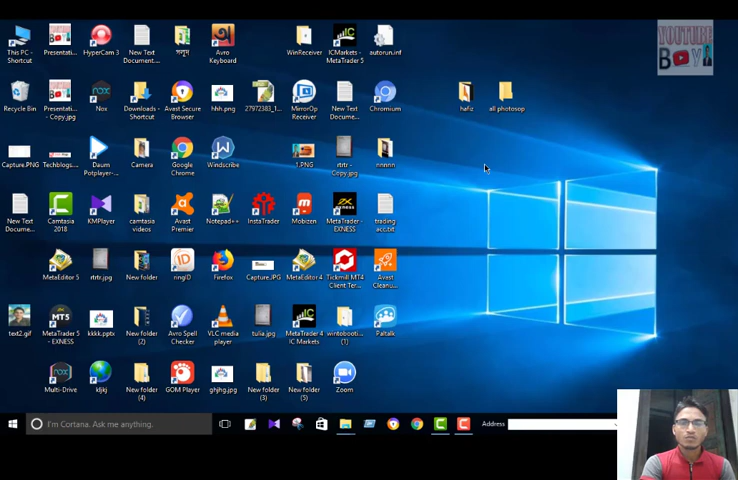 YOUTUBE
BOY
This PC -
Shortcut
Presentati...
HyperCam 3
New Text
Document....
Avro
Keyboard
WinReceiver
ICMarkets -
MetaTrader 5
autorun.inf
Recycle Bin
Presentati...
- Copy.jpg
Nox
Downloads -
Shortcut
Avast Secure
Browser
hhh.png
27972383_1...
MirrorOp
Receiver
New Text
Docume...
Chromium
hafiz
all photosop
Capture.PNG
Techblogs....
Daum
Potplayer-...
Camera
Google
Chrome
Windscribe
1.PNG
rtrtr -
Copy.jpg
nnnnn
New Text
Docume...
Camtasia
2018
KMPlayer
camtasia
videos
Avast
Premier
Notepad++
InstaTrader
Mobizen
MetaTrader -
EXNESS
trading
acc.txt
MetaEditor 5
rtrtr.jpg
New folder
ringID
Firefox
Capture.JPG
MetaEditor 4
Tickmill MT4
Client Ter...
Avast
Cleanu...
text2.gif
MetaTrader 5
- EXNESS
kkkk.pptx
New folder
(2)
Avro Spell
Checker
VLC media
player
tulia.jpg
MetaTrader 4
IC Markets
wintobooti...
(1)
Paltalk
Multi-Drive
kljkj
New folder
(4)
GOM Player
ghjhg.jpg
New folder
(3)
New folder
(5)
Zoom
I'm Cortana. Ask me anything.
Address